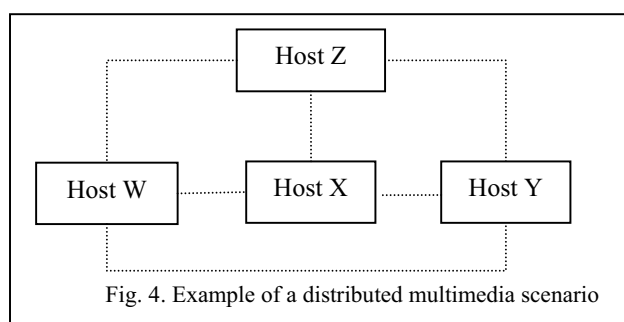 Host Z
Host W
Host X
Host Y
Fig. 4. Example of a distributed multimedia scenario